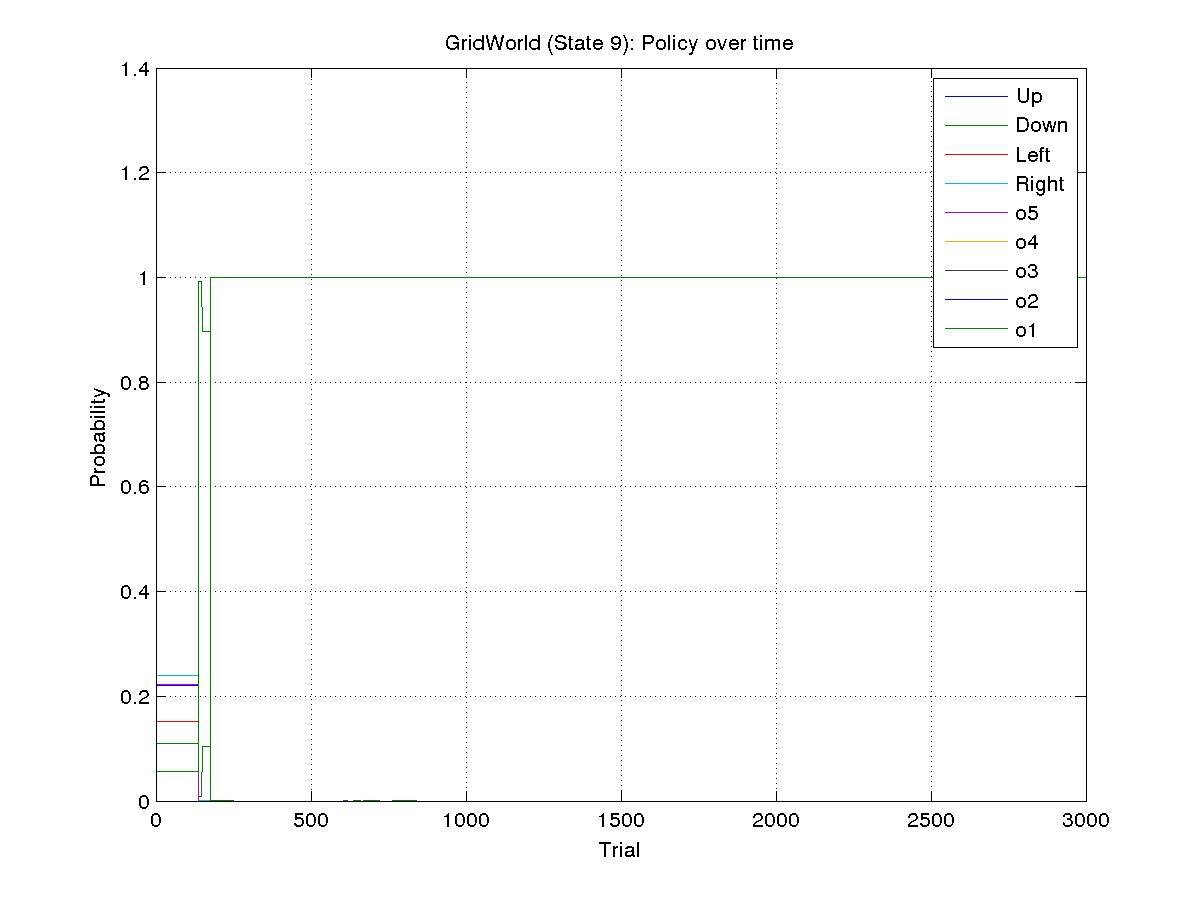 GridWorld (State 9): Policy over time
1.4
1.2
1
0.8
0.6
0.4
0.2
0
Probability
Up
Down
Left
Right
o5
o4
o3
o2
o1
0 500 1000 1500 2000 2500 3000
Trial